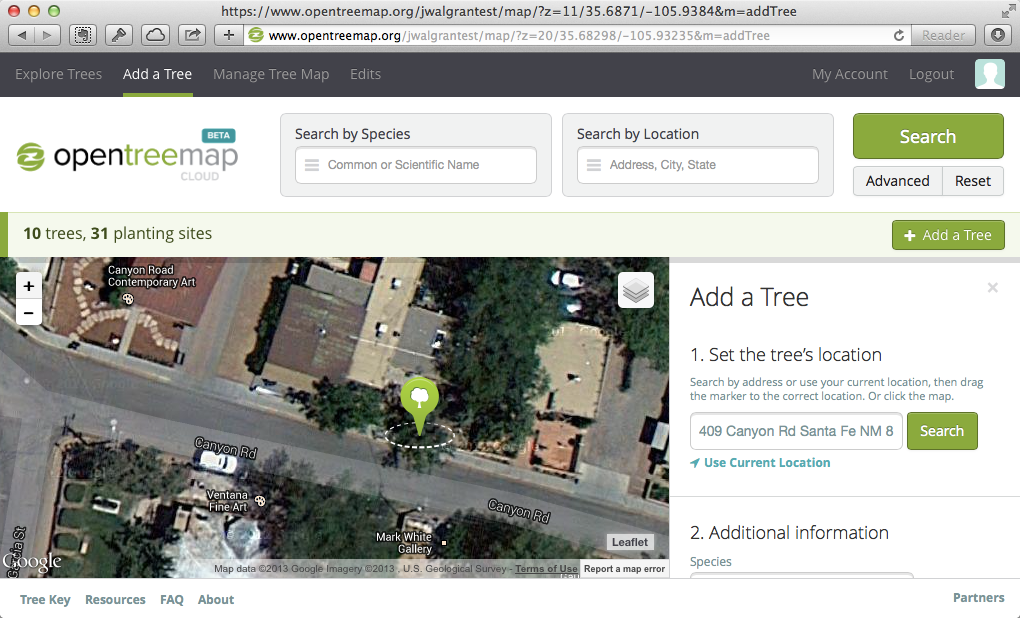 https://www.opentreemap.org/jwalgrantest/map/?z=11/35.6871/-105.9384&m=addTree
www.opentreemap.org/jwalgrantest/map/?z=20/35.68298/-105.93235&m=addTree
Reader
Explore Trees
Add a Tree
Manage Tree Map
Edits
My Account
Logout
BETA
opentreemap
CLOUD
Search by Species
Common or Scientific Name
Search by Location
Address, City, State
Search
Advanced
Reset
10 trees, 31 planting sites
+ Add a Tree
+
−
Canyon Road
Contemporary Art
Canyon Rd
Ventana
Fine Art
Canyon Rd
Mark White
Gallery
Garcia St
Google
Leaflet
Map data ©2013 Google Imagery ©2013 , U.S. Geological Survey - Terms of Use
Report a map error
Add a Tree
×
1. Set the tree's location
Search by address or use your current location, then drag
the marker to the correct location. Or click the map.
409 Canyon Rd Santa Fe NM 8
Search
Use Current Location
2. Additional information
Species
Tree Key
Resources
FAQ
About
Partners